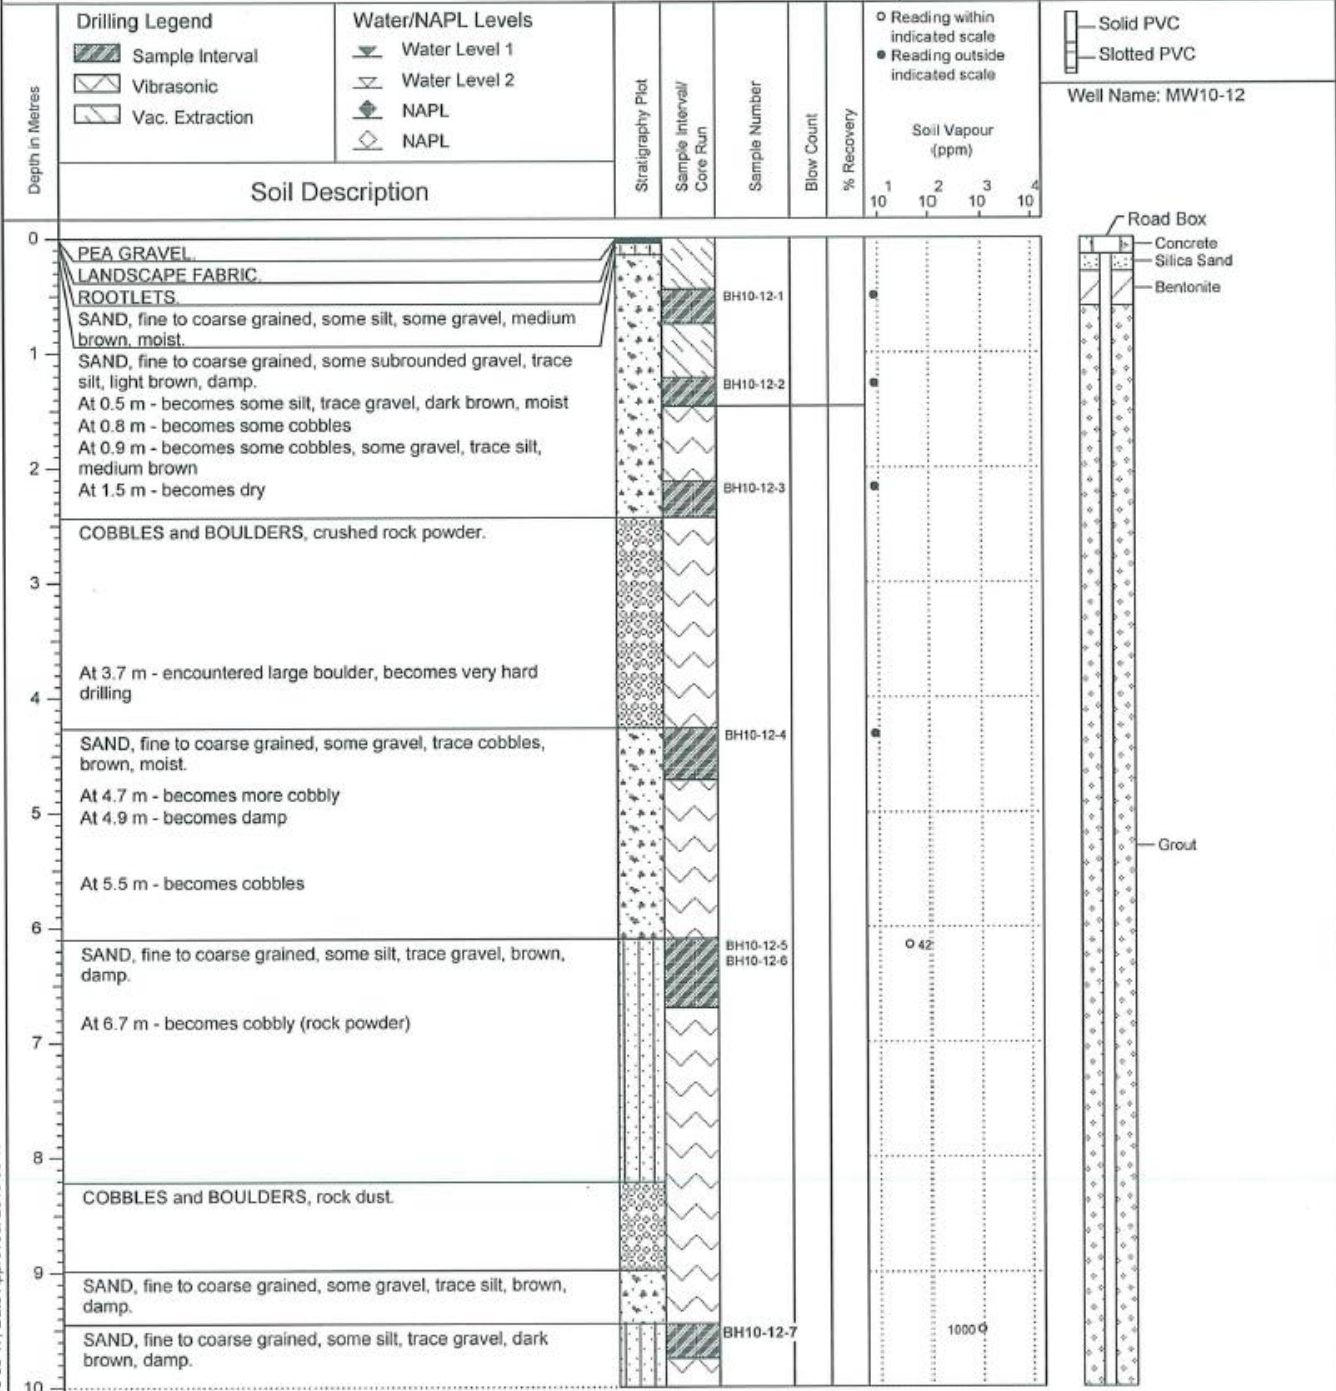 Drilling Legend
Sample Interval
Vibrasonic
Vac. Extraction
Water/NAPL Levels
Water Level 1
Water Level 2
NAPL
NAPL
Depth in Metres
Soil Description
Stratigraphy Plot
Sample Interval/
Core Run
Sample Number
Blow Count
% Recovery
Reading within
indicated scale
Reading outside
indicated scale
Soil Vapour
(ppm)
10 1 10 2 10 3 10 4
Solid PVC
Slotted PVC
Well Name: MW10-12
Road Box
Concrete
Silica Sand
Bentonite
Grout
0
1
2
3
4
5
6
7
8
9
10
PEA GRAVEL.
LANDSCAPE FABRIC.
ROOTLETS.
SAND, fine to coarse grained, some silt, some gravel, medium
brown, moist.
SAND, fine to coarse grained, some subrounded gravel, trace
silt, light brown, damp.
At 0.5 m - becomes some silt, trace gravel, dark brown, moist
At 0.8 m - becomes some cobbles
At 0.9 m - becomes some cobbles, some gravel, trace silt,
medium brown
At 1.5 m - becomes dry
COBBLES and BOULDERS, crushed rock powder.
At 3.7 m - encountered large boulder, becomes very hard
drilling
SAND, fine to coarse grained, some gravel, trace cobbles,
brown, moist.
At 4.7 m - becomes more cobbly
At 4.9 m - becomes damp
At 5.5 m - becomes cobbles
SAND, fine to coarse grained, some silt, trace gravel, brown,
damp.
At 6.7 m - becomes cobbly (rock powder)
COBBLES and BOULDERS, rock dust.
SAND, fine to coarse grained, some gravel, trace silt, brown,
damp.
SAND, fine to coarse grained, some silt, trace gravel, dark
brown, damp.
BH10-12-1
BH10-12-2
BH10-12-3
BH10-12-4
BH10-12-5
BH10-12-6
BH10-12-7
42
1000